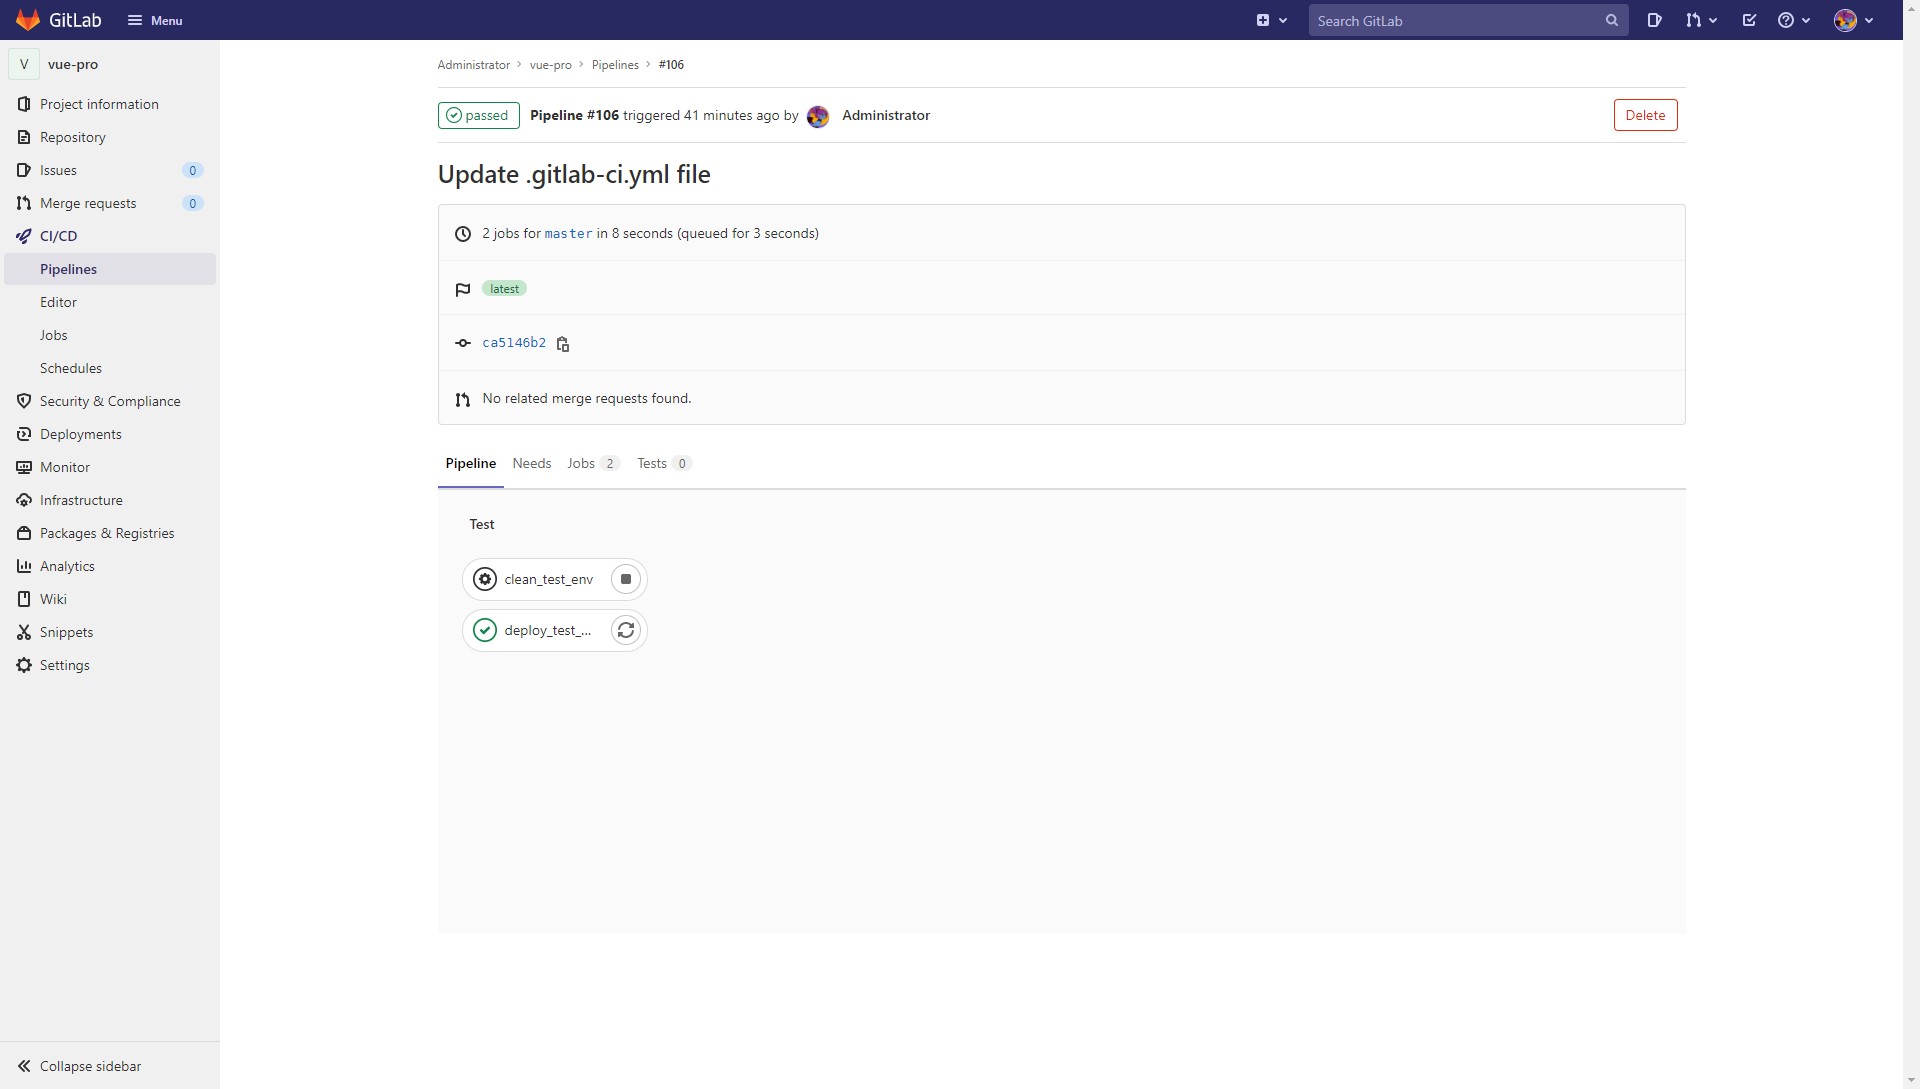 GitLab
Menu
Search GitLab
V
vue-pro
Project information
Repository
Issues 0
Merge requests 0
CI/CD
Pipelines
Editor
Jobs
Schedules
Security & Compliance
Deployments
Monitor
Infrastructure
Packages & Registries
Analytics
Wiki
Snippets
Settings
Collapse sidebar
Administrator › vue-pro › Pipelines › #106
passed Pipeline #106 triggered 41 minutes ago by Administrator
Delete
Update .gitlab-ci.yml file
2 jobs for master in 8 seconds (queued for 3 seconds)
latest
ca5146b2
No related merge requests found.
Pipeline Needs Jobs 2 Tests 0
Test
clean_test_env
deploy_test_...